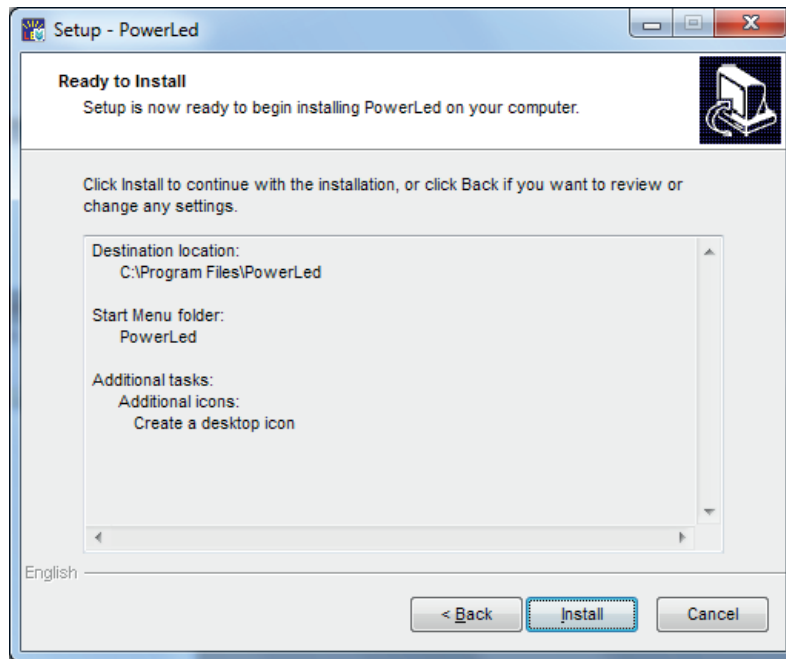 Setup - PowerLed
Ready to Install
Setup is now ready to begin installing PowerLed on your computer.
Click Install to continue with the installation, or click Back if you want to review or
change any settings.
Destination location:
C:\Program Files\PowerLed
Start Menu folder:
PowerLed
Additional tasks:
Additional icons:
Create a desktop icon
English
< Back
Install
Cancel